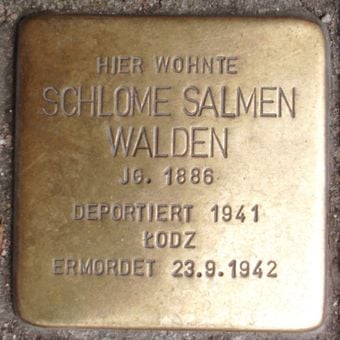 HIER WOHNTE
SCHLOME SALMEN
WALDEN
JG. 1886
DEPORTIERT 1941
ŁODZ
ERMORDET 23.9.1942